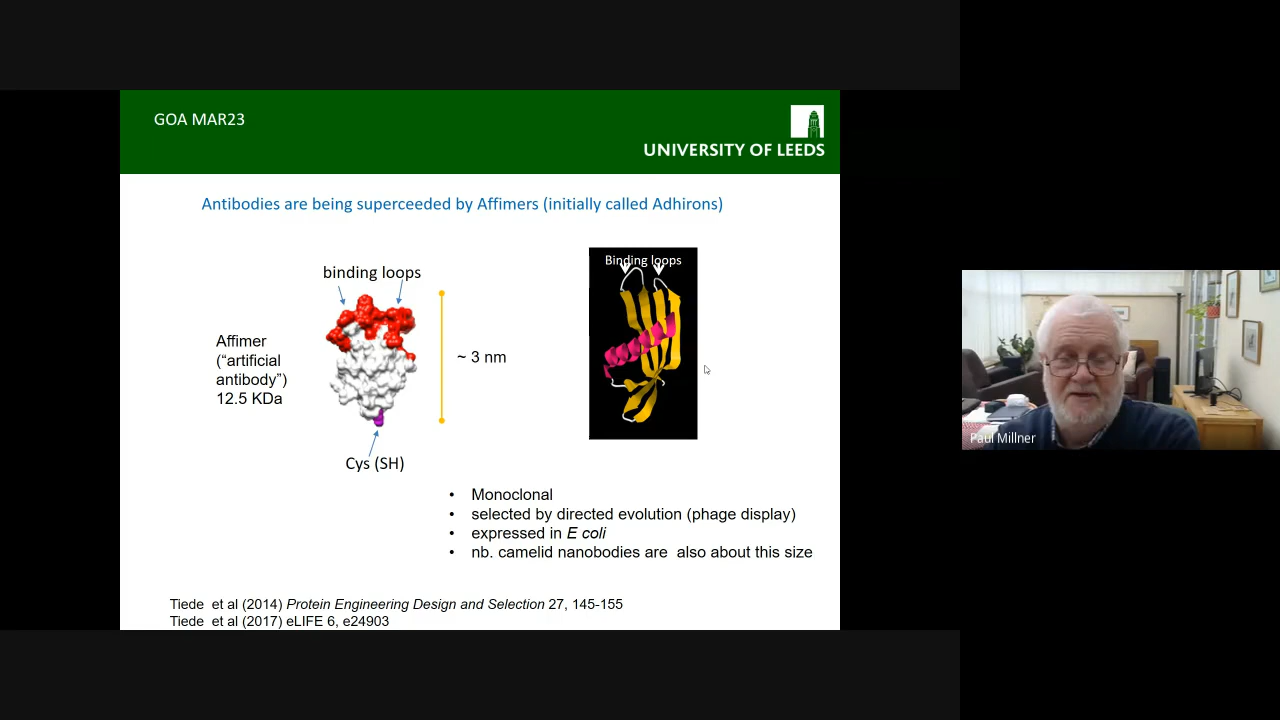 GOA MAR23
UNIVERSITY OF LEEDS
Antibodies are being superceeded by Affimers (initially called Adhirons)
binding loops
Affimer
(“artificial
antibody”)
12.5 KDa
~ 3 nm
Cys (SH)
Binding loops
• Monoclonal
• selected by directed evolution (phage display)
• expressed in E coli
• nb. camelid nanobodies are also about this size
Tiede et al (2014) Protein Engineering Design and Selection 27, 145-155
Tiede et al (2017) eLIFE 6, e24903
Paul Millner